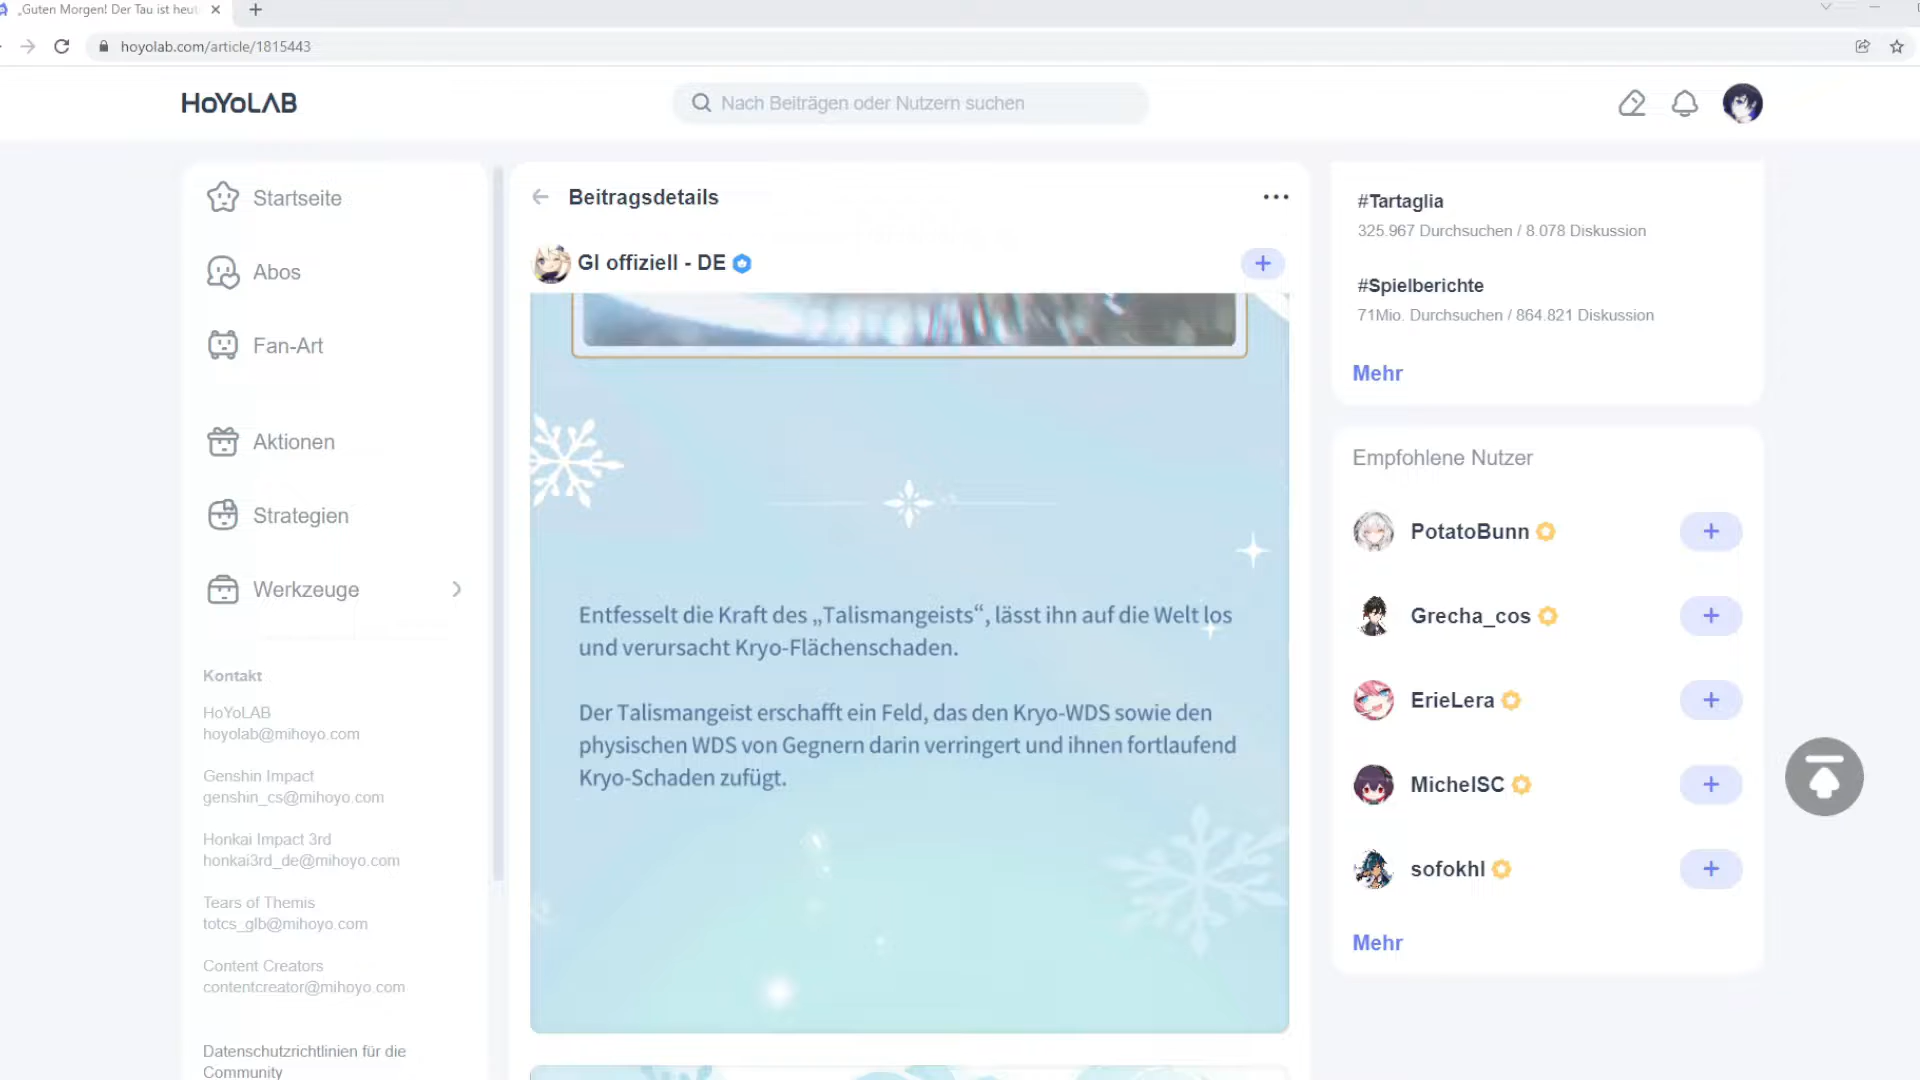 „Guten Morgen! Der Tau ist heut
hoyolab.com/article/1815443
HoYoLAB
Nach Beiträgen oder Nutzern suchen
Startseite
Abos
Fan-Art
Aktionen
Strategien
Werkzeuge
Kontakt
HoYoLAB
hoyolab@mihoyo.com
Genshin Impact
genshin_cs@mihoyo.com
Honkai Impact 3rd
honkai3rd_de@mihoyo.com
Tears of Themis
totcs_glb@mihoyo.com
Content Creators
contentcreator@mihoyo.com
Datenschutzrichtlinien für die
Community
Beitragsdetails
GI offiziell - DE
Entfesselt die Kraft des „Talismangeists“, lässt ihn auf die Welt los
und verursacht Kryo-Flächenschaden.
Der Talismangeist erschafft ein Feld, das den Kryo-WDS sowie den
physischen WDS von Gegnern darin verringert und ihnen fortlaufend
Kryo-Schaden zufügt.
#Tartaglia
325.967 Durchsuchen / 8.078 Diskussion
#Spielberichte
71Mio. Durchsuchen / 864.821 Diskussion
Mehr
Empfohlene Nutzer
PotatoBunn
Grecha_cos
ErieLera
MichelSC
sofokhl
Mehr